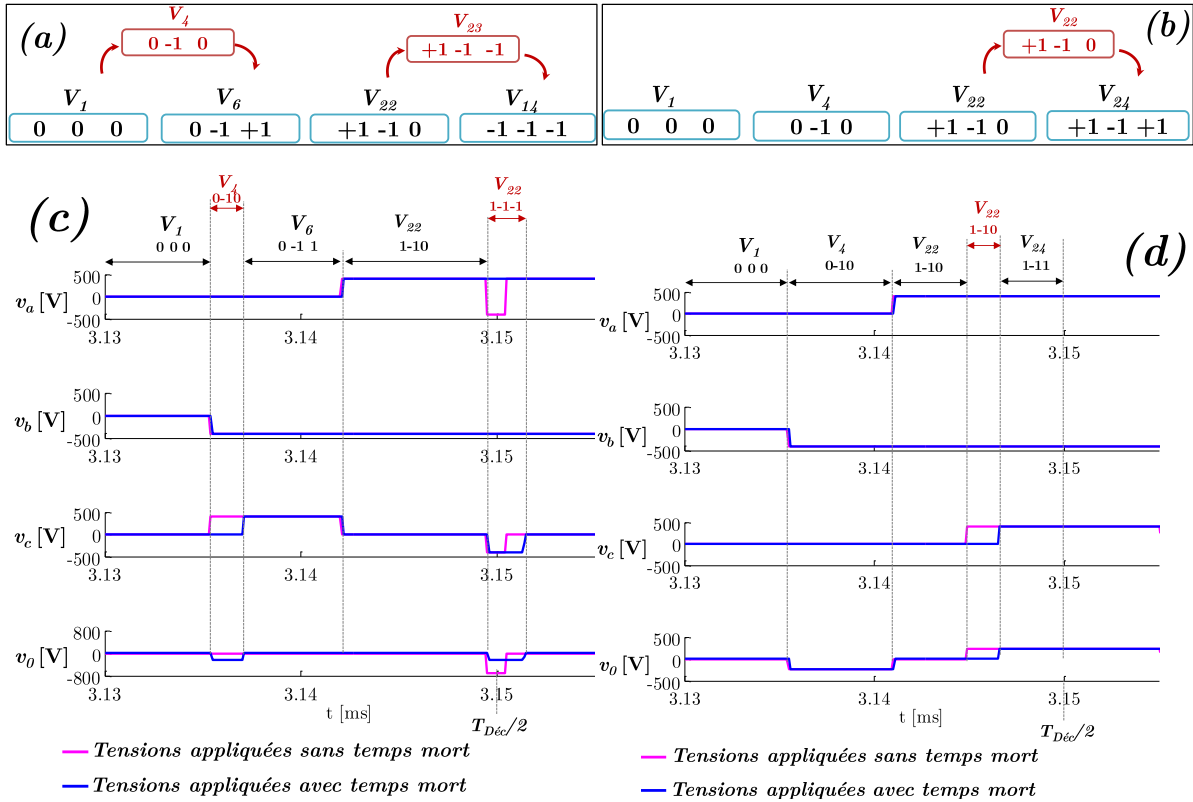 (a)
V4
0 -1 0
V23
+1 -1 -1
V1
V6
V22
V14
0 0 0
0 -1 +1
+1 -1 0
-1 -1 -1
(b)
V22
+1 -1 0
V1
V4
V22
V24
0 0 0
0 -1 0
+1 -1 0
+1 -1 +1
(c)
V4
0-10
V22
1-1-1
V1
0 0 0
V6
0 -1 1
V22
1-10
500
0
-500
va [V]
3.13
3.14
3.15
500
0
-500
vb [V]
3.13
3.14
3.15
500
0
-500
vc [V]
3.13
3.14
3.15
800
0
-800
v0 [V]
3.13
3.14
3.15
t [ms]
TDéc/2
Tensions appliquées sans temps mort
Tensions appliquées avec temps mort
(d)
V22
1-10
V1
0 0 0
V4
0-10
V22
1-10
V24
1-11
500
0
-500
va [V]
3.13
3.14
3.15
500
0
-500
vb [V]
3.13
3.14
3.15
500
0
-500
vc [V]
3.13
3.14
3.15
500
0
-500
v0 [V]
3.13
3.14
3.15
t [ms]
TDéc/2
Tensions appliquées sans temps mort
Tensions appliquées avec temps mort